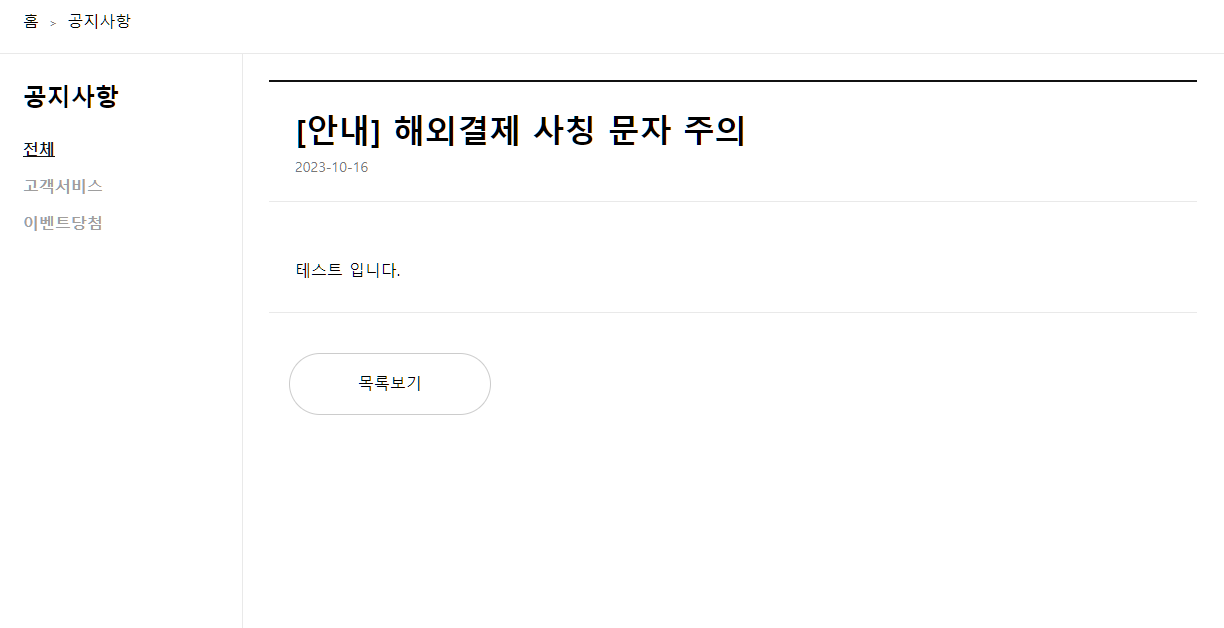 홈 > 공지사항
공지사항
전체
고객서비스
이벤트당첨
[안내] 해외결제 사칭 문자 주의
2023-10-16
테스트 입니다.
목록보기